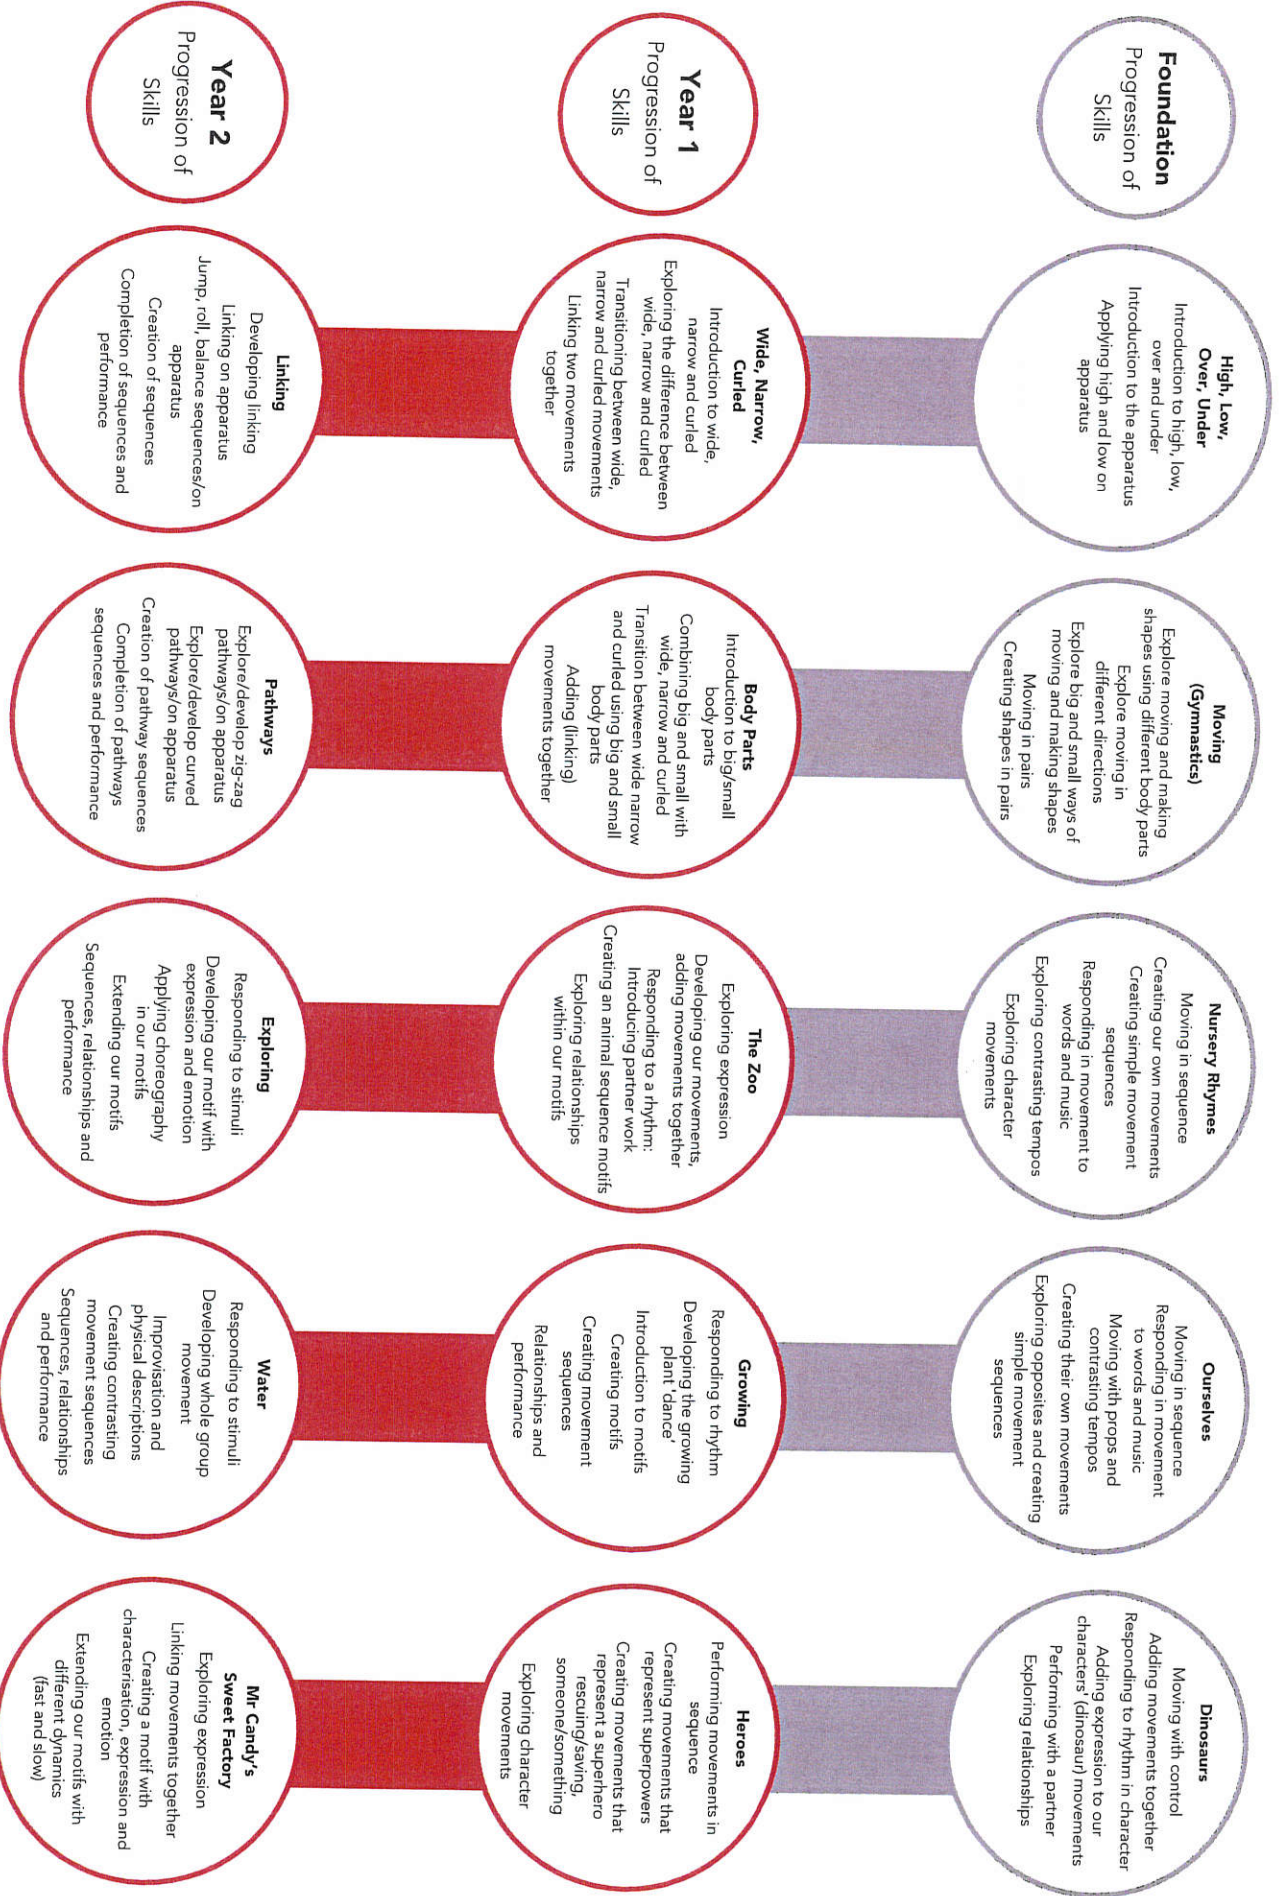 Foundation
Progression of
Skills
High, Low,
Over, Under
Introduction to high, low,
over and under
Introduction to the apparatus
Applying high and low on
apparatus
Moving
(Gymnastics)
Explore moving and making
shapes using different body parts
Explore moving in
different directions
Explore big and small ways of
moving and making shapes
Moving in pairs
Creating shapes in pairs
Nursery Rhymes
Moving in sequence
Creating our own movements
Creating simple movement
sequences
Responding in movement to
words and music
Exploring contrasting tempos
Exploring character
movements
Ourselves
Moving in sequence
Responding in movement
to words and music
Moving with props and
contrasting tempos
Creating their own movements
Exploring opposites and creating
simple movement
sequences
Dinosaurs
Moving with control
Adding movements together
Responding to rhythm in character
Adding expression to our
characters' (dinosaur) movements
Performing with a partner
Exploring relationships
Year 1
Progression of
Skills
Wide, Narrow,
Curled
Introduction to wide,
narrow and curled
Exploring the difference between
wide, narrow and curled
Transitioning between wide,
narrow and curled movements
Linking two movements
together
Body Parts
Introduction to big/small
body parts
Combining big and small with
wide, narrow and curled
Transition between wide narrow
and curled using big and small
body parts
Adding (linking)
movements together
The Zoo
Exploring expression
Developing our movements,
adding movements together
Responding to a rhythm:
Introducing partner work
Creating an animal sequence motifs
Exploring relationships
within our motifs
Growing
Responding to rhythm
Developing the growing
plant 'dance'
Introduction to motifs
Creating motifs
Creating movement
sequences
Relationships and
performance
Heroes
Performing movements in
sequence
Creating movements that
represent superpowers
Creating movements that
represent a superhero
rescuing/saving,
someone/something
Exploring character
movements
Year 2
Progression of
Skills
Linking
Developing linking
Linking on apparatus
Jump, roll, balance sequences/on
apparatus
Creation of sequences
Completion of sequences and
performance
Pathways
Explore/develop zig-zag
pathways/on apparatus
Explore/develop curved
pathways/on apparatus
Creation of pathway sequences
Completion of pathways
sequences and performance
Exploring
Responding to stimuli
Developing our motif with
expression and emotion
Applying choreography
in our motifs
Extending our motifs
Sequences, relationships and
performance
Water
Responding to stimuli
Developing whole group
movement
Improvisation and
physical descriptions
Creating contrasting
movement sequences
Sequences, relationships
and performance
Mr Candy's
Sweet Factory
Exploring expression
Linking movements together
Creating a motif with
characterisation, expression and
emotion
Extending our motifs with
different dynamics
(fast and slow)